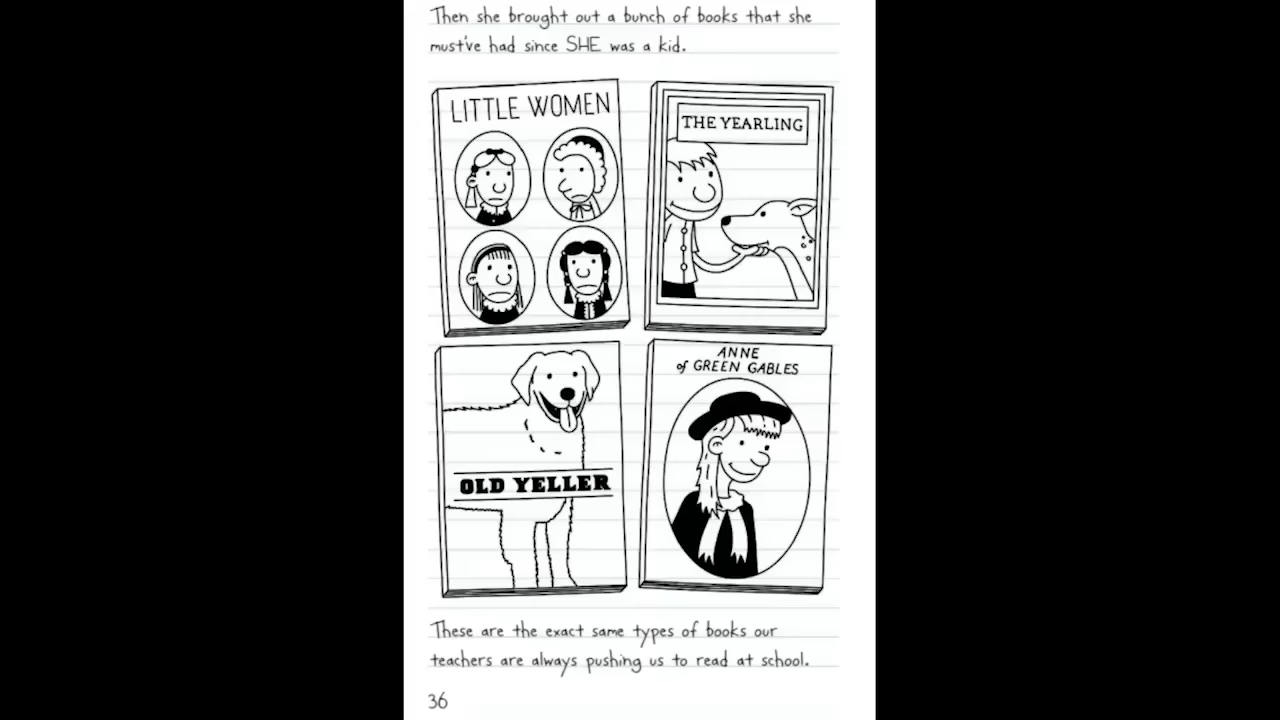 Then she brought out a bunch of books that she
must've had since SHE was a kid.
LITTLE WOMEN
THE YEARLING
OLD YELLER
ANNE
of GREEN GABLES
These are the exact same types of books our
teachers are always pushing us to read at school.
36